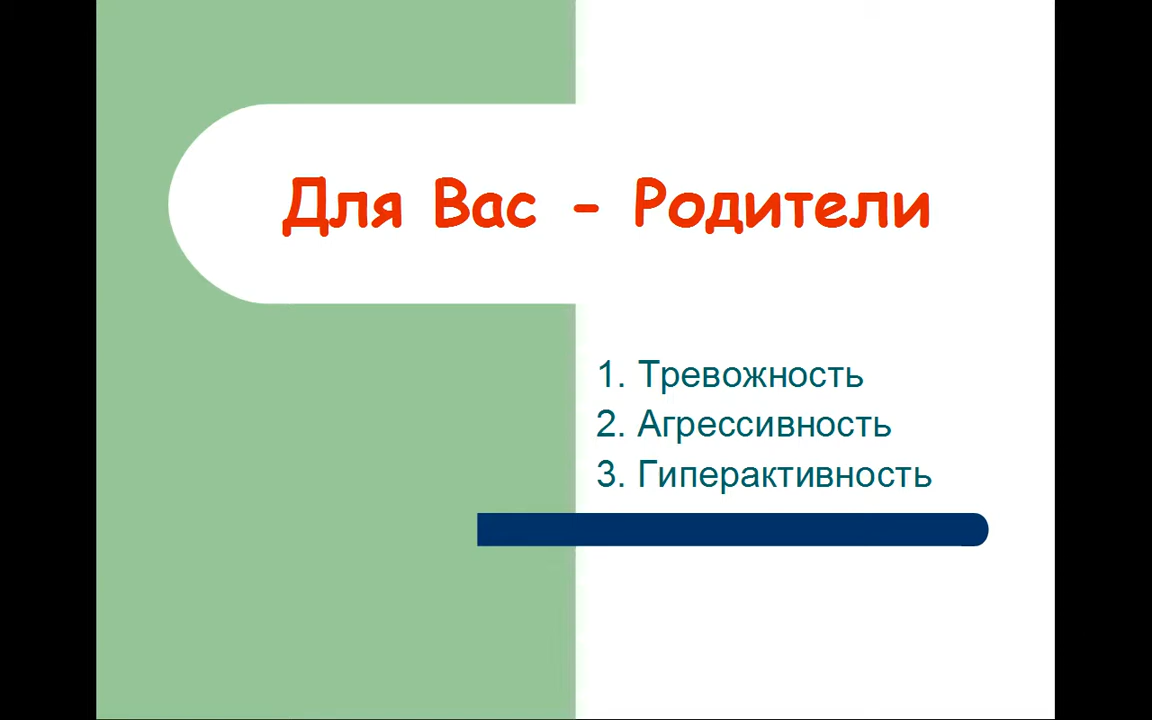 Для Вас - Родители
1. Тревожность
2. Агрессивность
3. Гиперактивность